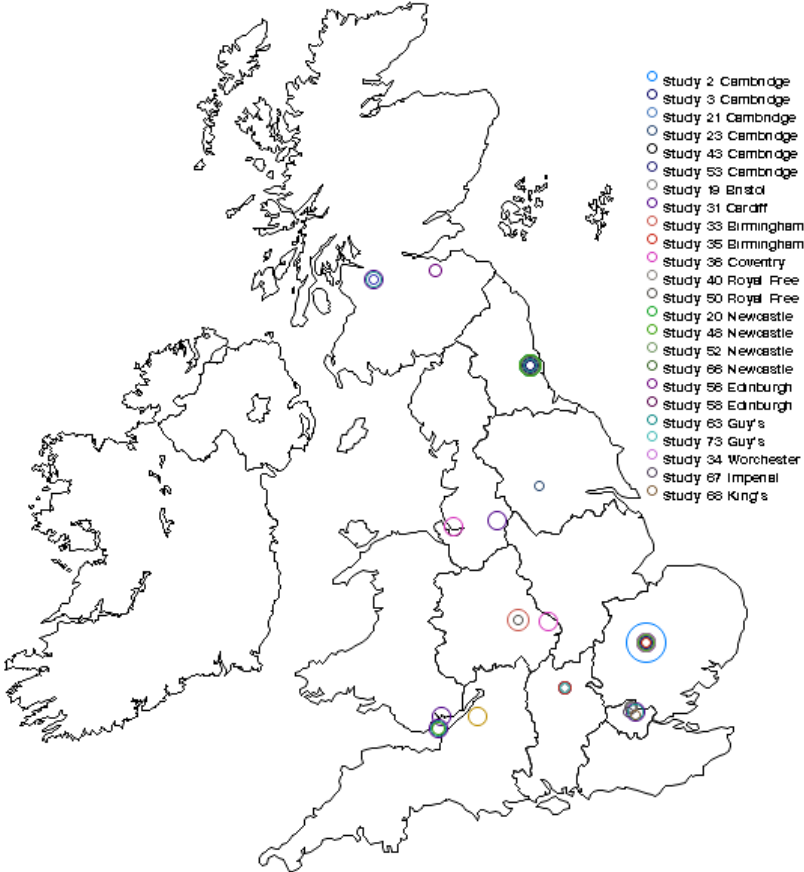 Study 2 Cambridge
Study 3 Cambridge
Study 21 Cambridge
Study 23 Cambridge
Study 43 Cambridge
Study 53 Cambridge
Study 19 Bristol
Study 31 Cardiff
Study 33 Birmingham
Study 35 Birmingham
Study 36 Coventry
Study 40 Royal Free
Study 50 Royal Free
Study 20 Newcastle
Study 48 Newcastle
Study 52 Newcastle
Study 66 Newcastle
Study 56 Edinburgh
Study 58 Edinburgh
Study 63 Guy's
Study 73 Guy's
Study 34 Worchester
Study 67 Imperial
Study 68 King's